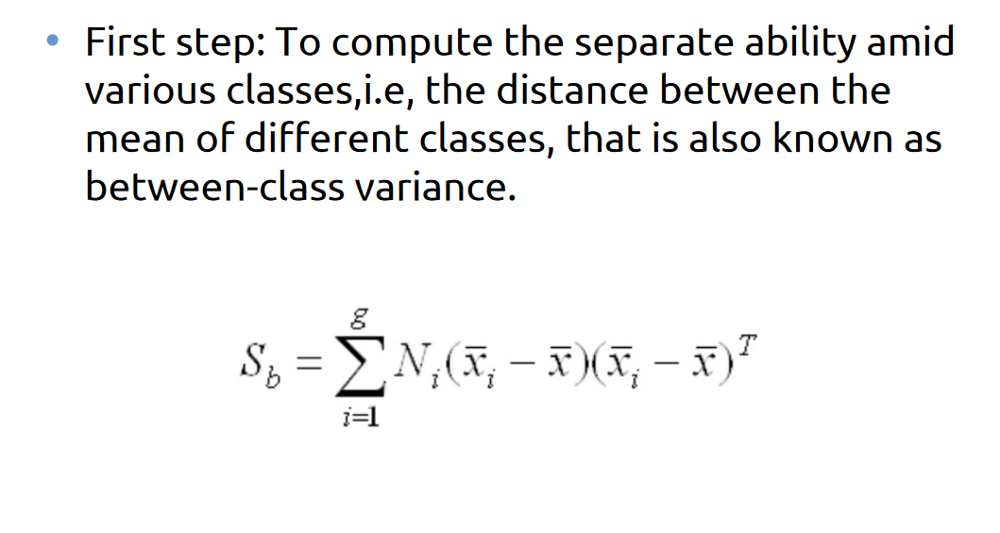 • First step: To compute the separate ability amid
various classes,i.e, the distance between the
mean of different classes, that is also known as
between-class variance.
S_b = \sum_{i=1}^{g} N_i (\overline{x}_i - \overline{x})(\overline{x}_i - \overline{x})^T